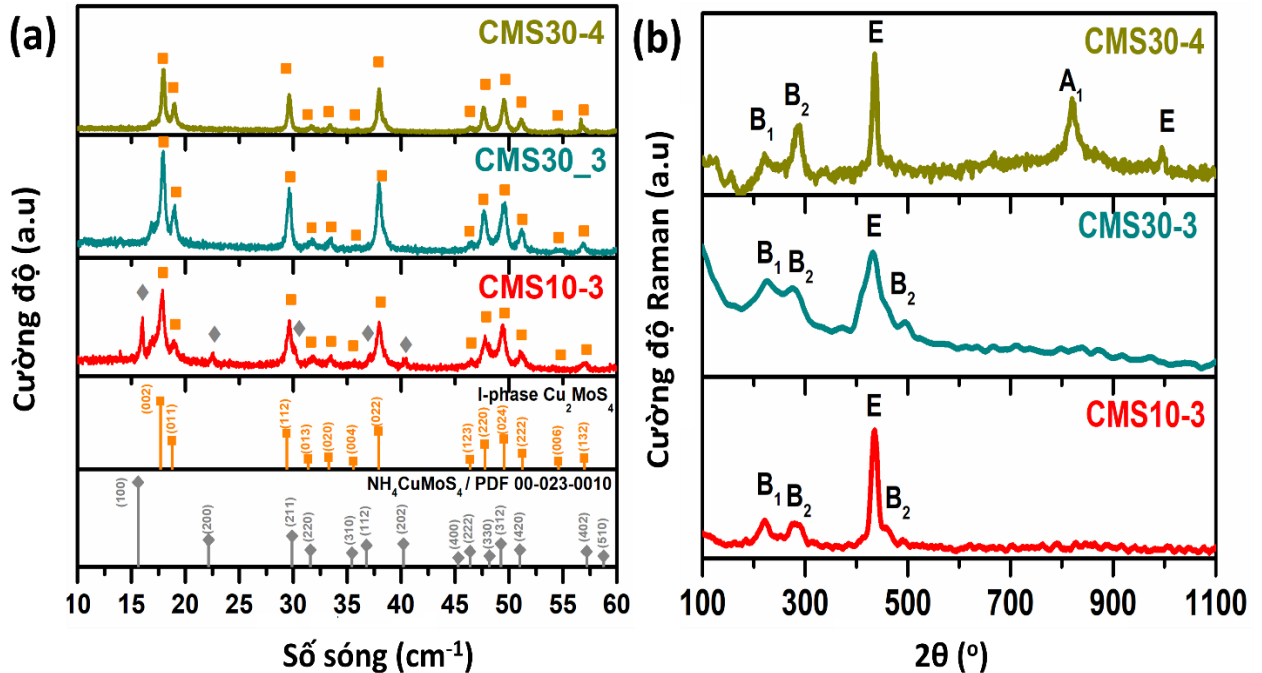 (a)
CMS30-4
CMS30_3
CMS10-3
I-phase Cu₂MoS₄
(002)
(011)
(112)
(013)
(020)
(004)
(022)
(123)
(220)
(024)
(222)
(006)
(132)
NH₄CuMoS₄ / PDF 00-023-0010
(100)
(200)
(211)
(220)
(310)
(112)
(202)
(400)
(222)
(330)
(312)
(420)
(402)
(510)
10 15 20 25 30 35 40 45 50 55 60
Số sóng (cm⁻¹)
Cường độ (a.u)
(b)
CMS30-4
B₁
B₂
E
A₁
E
CMS30-3
B₁
B₂
E
B₂
CMS10-3
B₁
B₂
E
B₂
100 300 500 700 900 1100
2θ (º)
Cường độ Raman (a.u)